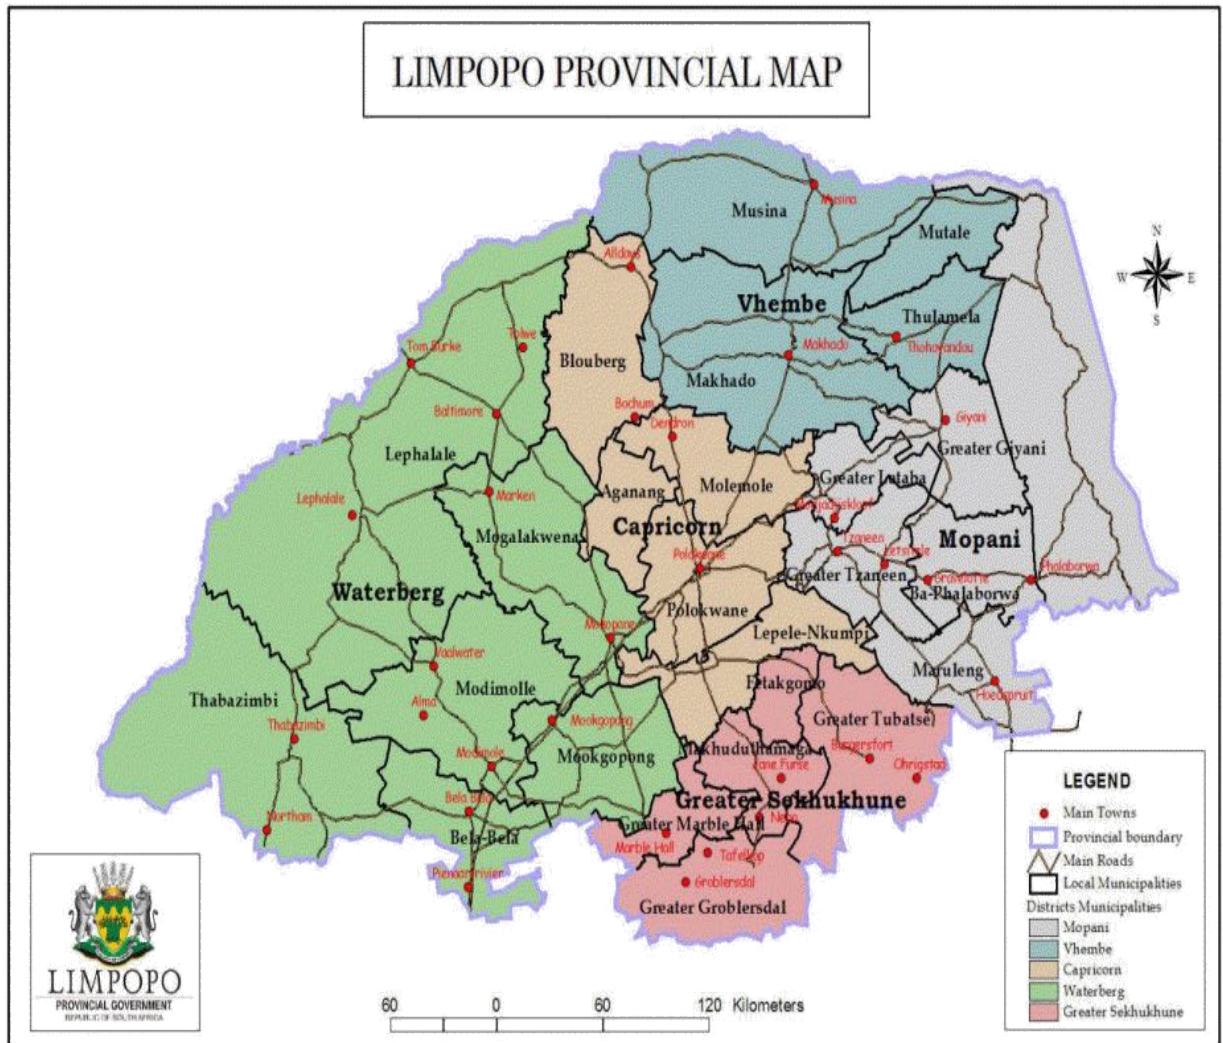 LIMPOPO PROVINCIAL MAP
Musina
Musina
Mutale
N
W E
S
Alldays
Vhembe
Thulamela
Thohoyandou
Tolwe
Tom Burke
Makhado
Blouberg
Makhado
Baltimore
Bochum
Dendron
Giyani
Greater Giyani
Lephalale
Greater Letaba
Molemole
Aganang
Marken
Lephalale
Modjadjiskloof
Capricorn
Mogalakwena
Mopani
Tzaneen
Letsitele
Polokwane
Greater Tzaneen
Gravelotte
Phalaborwa
Ba-Phalaborwa
Waterberg
Polokwane
Mokopane
Lepele-Nkumpi
Vaalwater
Maruleng
Hoedspruit
Fetakgomo
Modimolle
Thabazimbi
Alma
Greater Tubatse
Mookgopong
Thabazimbi
Makhuduthamaga
Burgersfort
Modimolle
Mookgopong
Jane Furse
Ohrigstad
Greater Sekhukhune
Bela Bela
Northam
Nebo
Greater Marble Hall
Bela-Bela
Marble Hall
Tafelkop
Pienaarsrivier
Groblersdal
Greater Groblersdal
LEGEND
Main Towns
Provincial boundary
Main Roads
Local Municipalities
Districts Municipalities
Mopani
Vhembe
Capricorn
Waterberg
Greater Sekhukhune
LIMPOPO
PROVINCIAL GOVERNMENT
REPUBLIC OF SOUTH AFRICA
60 0 60 120 Kilometers